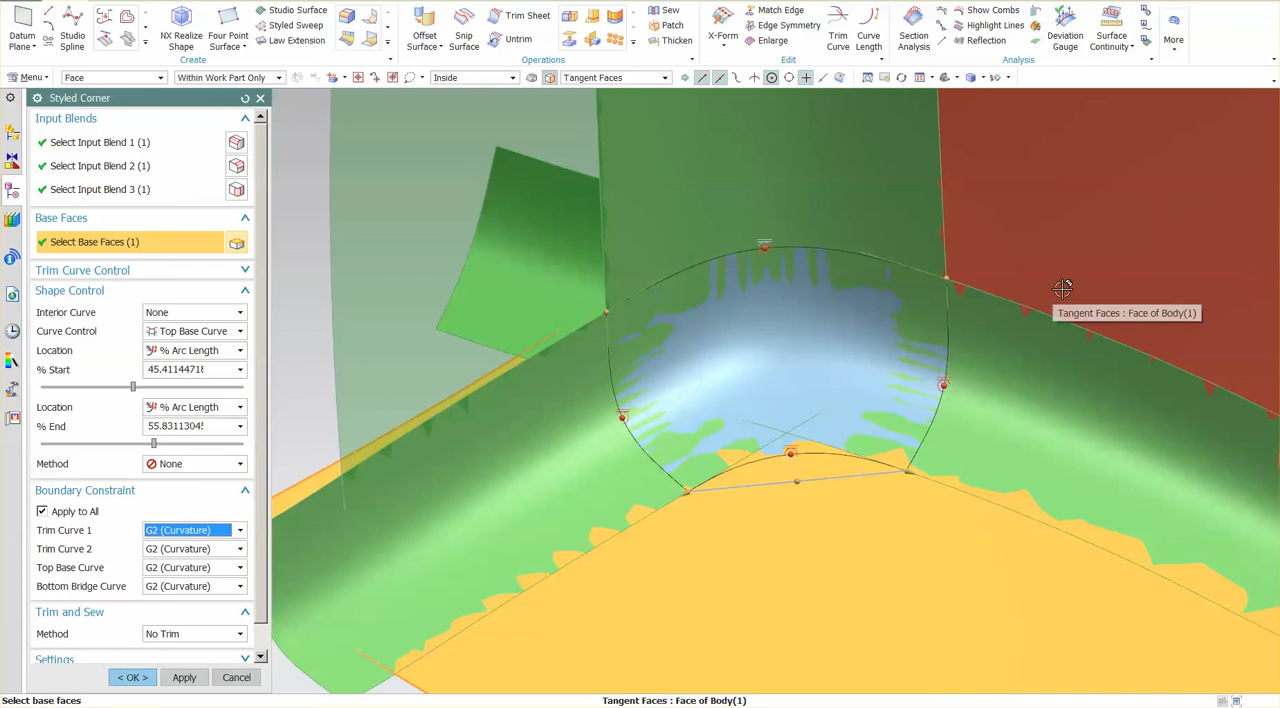 Datum Plane
Studio Spline
NX Realize Shape
Four Point Surface
Studio Surface
Styled Sweep
Law Extension
Create
Offset Surface
Snip Surface
Trim Sheet
Untrim
Operations
Sew
Patch
Thicken
X-Form
Match Edge
Edge Symmetry
Enlarge
Trim Curve
Curve Length
Edit
Section Analysis
Show Combs
Highlight Lines
Reflection
Deviation Gauge
Surface Continuity
Analysis
More
Menu
Face
Within Work Part Only
Inside
Tangent Faces
Styled Corner
Input Blends
Select Input Blend 1 (1)
Select Input Blend 2 (1)
Select Input Blend 3 (1)
Base Faces
Select Base Faces (1)
Trim Curve Control
Shape Control
Interior Curve None
Curve Control Top Base Curve
Location % Arc Length
% Start 45.41144718
Location % Arc Length
% End 55.8311304
Method None
Boundary Constraint
Apply to All
Trim Curve 1 G2 (Curvature)
Trim Curve 2 G2 (Curvature)
Top Base Curve G2 (Curvature)
Bottom Bridge Curve G2 (Curvature)
Trim and Sew
Method No Trim
Settings
< OK > Apply Cancel
Tangent Faces : Face of Body(1)
Select base faces
Tangent Faces : Face of Body(1)